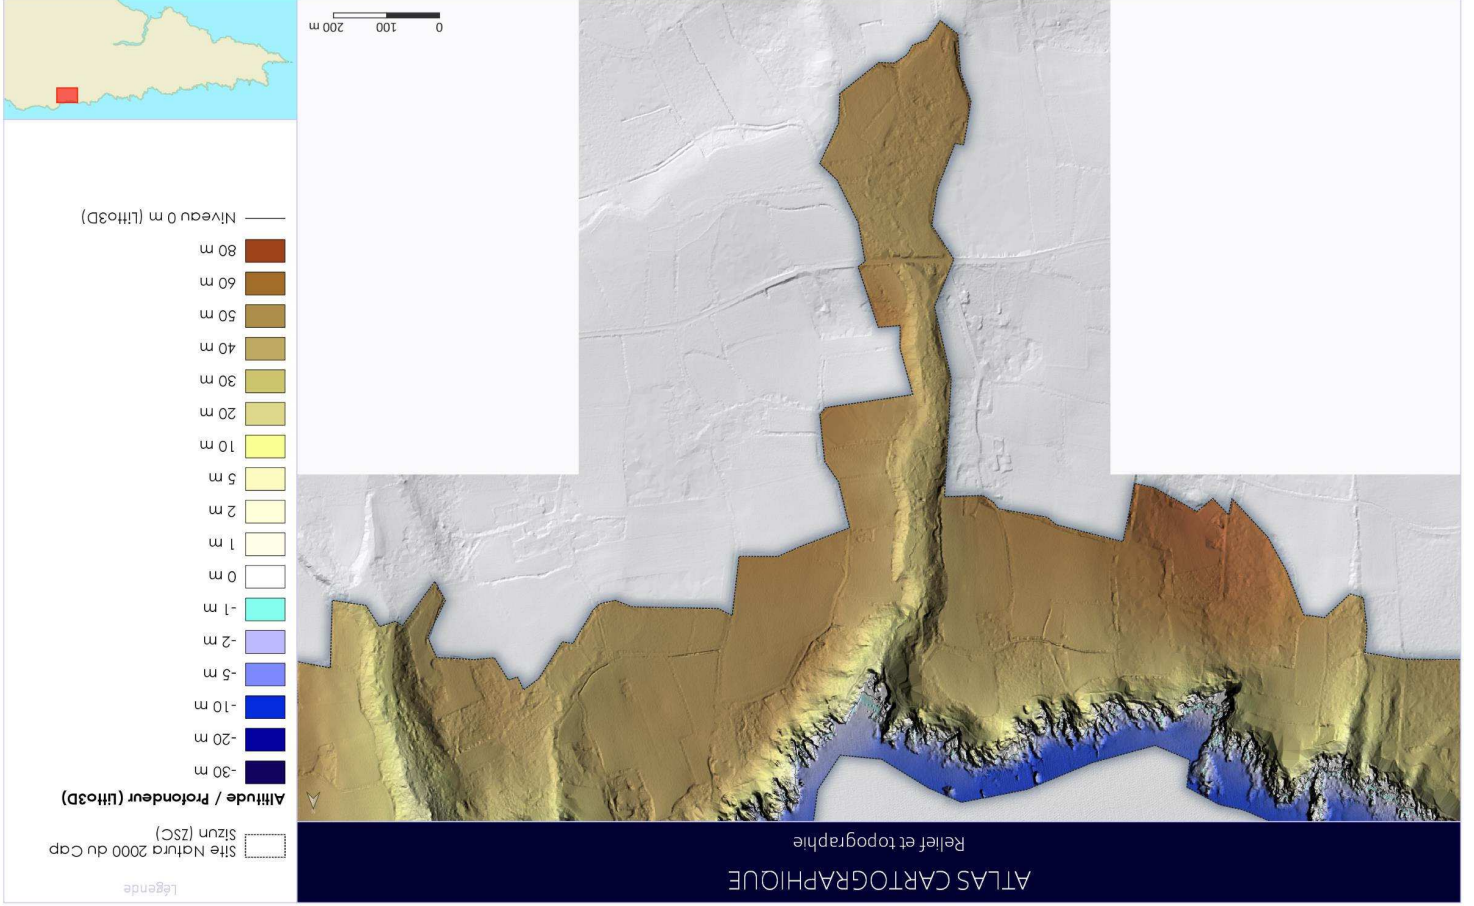 ATLAS CARTOGRAPHIQUE
Relief et topographie
Légende
Site Natura 2000 du Cap
Sizun (ZSC)
Altitude / Profondeur (Litto3D)
-30 m
-20 m
-10 m
-5 m
-2 m
-1 m
0 m
1 m
2 m
5 m
10 m
20 m
30 m
40 m
50 m
60 m
80 m
Niveau 0 m (Litto3D)
0 100 200 m